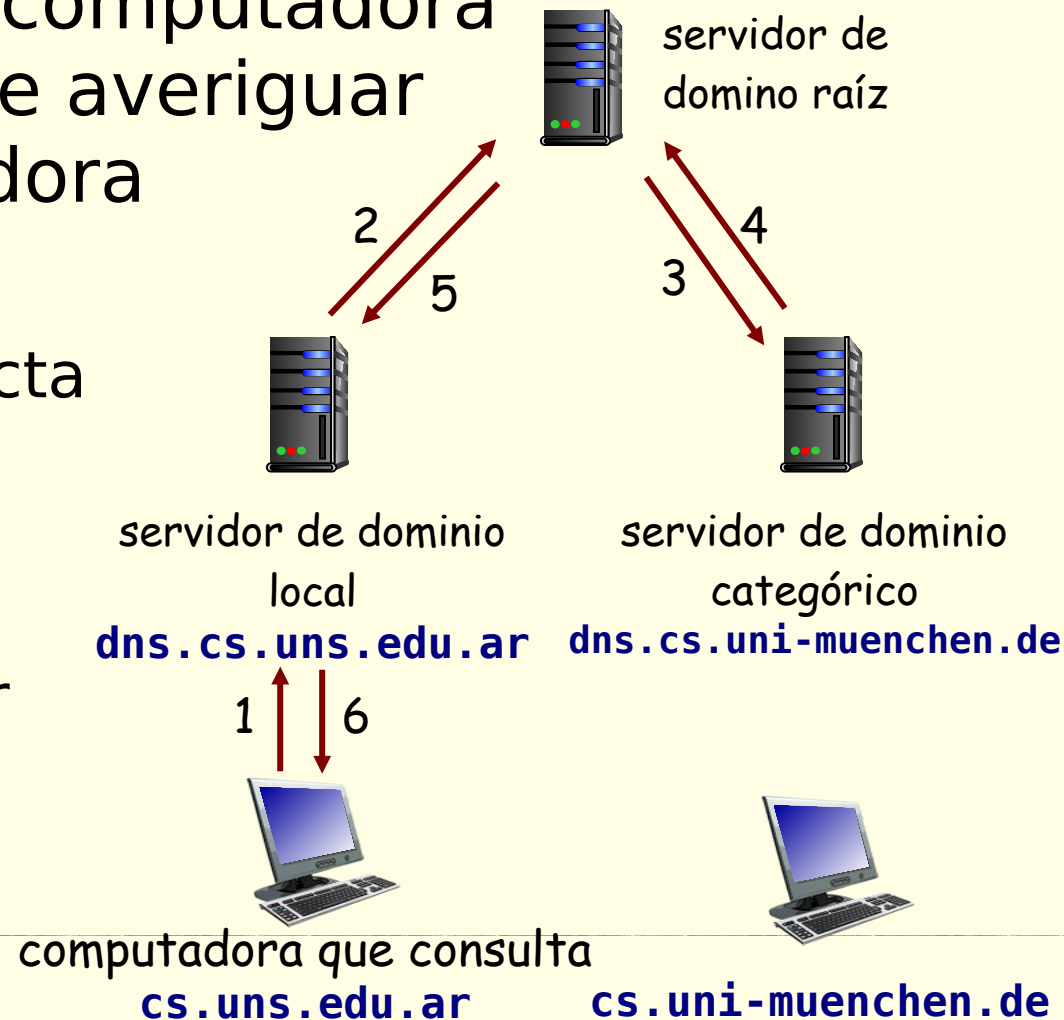 computadora
e averiguar
dora
cta
r
servidor de
domino raíz
2
5
4
3
servidor de dominio
local
dns.cs.uns.edu.ar
servidor de dominio
categórico
dns.cs.uni-muenchen.de
1
6
computadora que consulta
cs.uns.edu.ar
cs.uni-muenchen.de